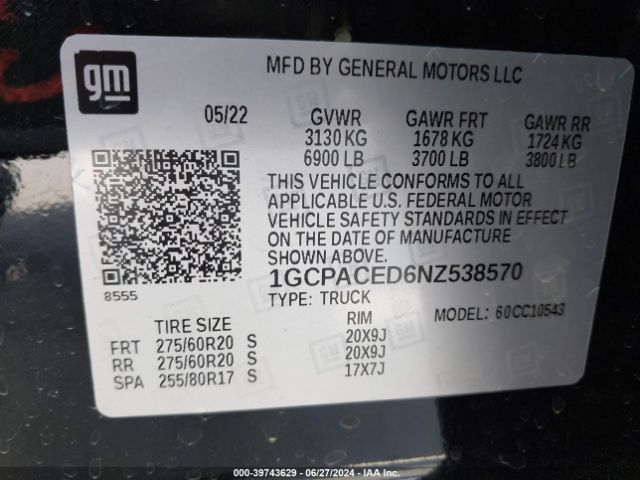 gm
MFD BY GENERAL MOTORS LLC
05/22 GVWR GAWR FRT GAWR RR
3130 KG 1678 KG 1724 KG
6900 LB 3700 LB 3800 LB
THIS VEHICLE CONFORMS TO ALL
APPLICABLE U.S. FEDERAL MOTOR
VEHICLE SAFETY STANDARDS IN EFFECT
ON THE DATE OF MANUFACTURE
SHOWN ABOVE.
8555
1GCPACED6NZ538570
TYPE: TRUCK
MODEL: 60CC10543
TIRE SIZE RIM
FRT 275/60R20 S 20X9J
RR 275/60R20 S 20X9J
SPA 255/80R17 S 17X7J
000-39743629 - 06/27/2024 - IAA Copyright